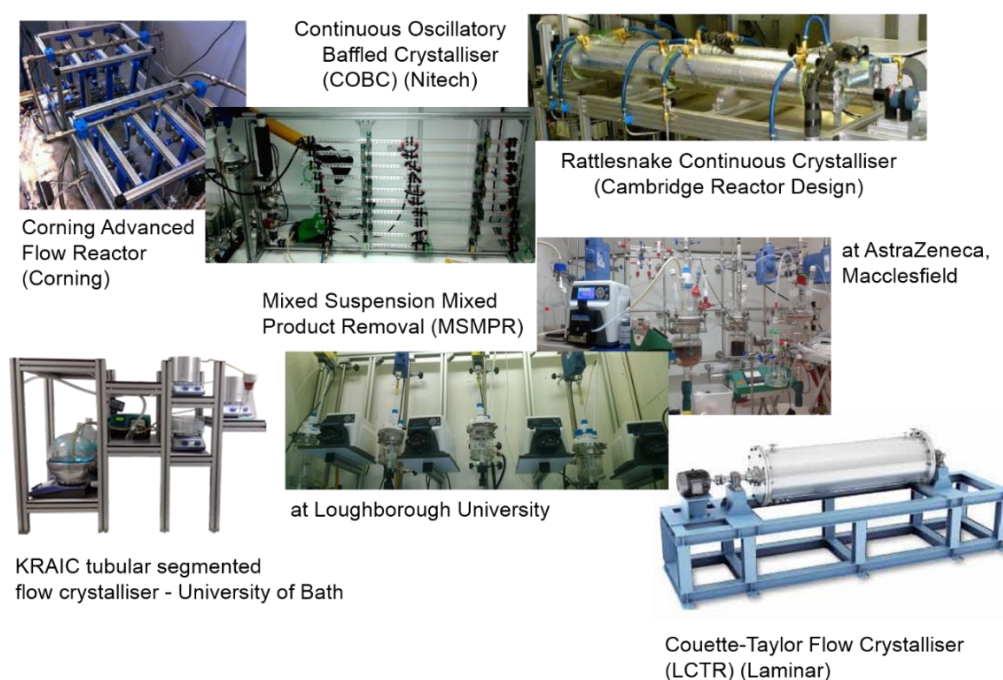 Continuous Oscillatory
Baffled Crystalliser
(COBC) (Nitech)
Rattlesnake Continuous Crystalliser
(Cambridge Reactor Design)
Corning Advanced
Flow Reactor
(Corning)
at AstraZeneca,
Macclesfield
Mixed Suspension Mixed
Product Removal (MSMPR)
at Loughborough University
KRAIC tubular segmented
flow crystalliser - University of Bath
Couette-Taylor Flow Crystalliser
(LCTR) (Laminar)